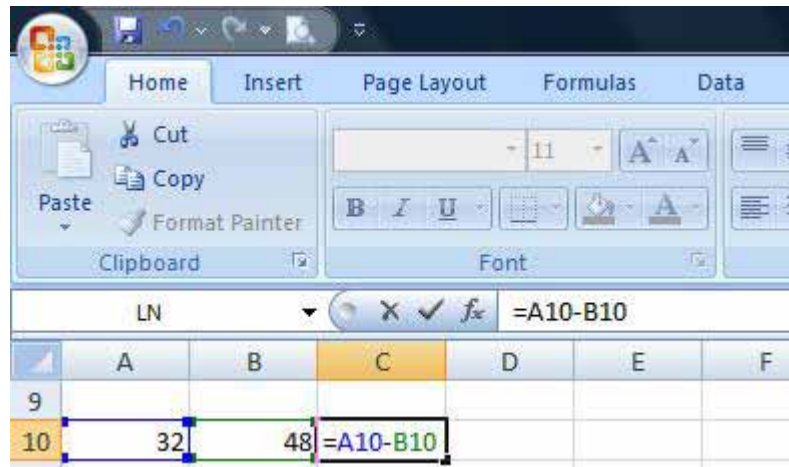 Home Insert Page Layout Formulas Data
Cut
Copy
Paste
Format Painter
11 A A
B I U A
Clipboard Font
LN fx =A10-B10
A B C D E F
9
10 32 48 =A10-B10